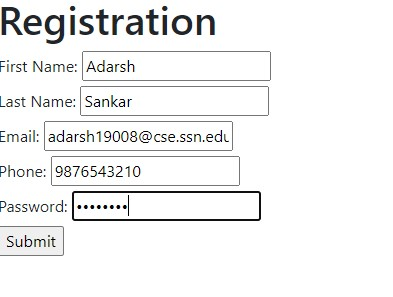 Registration
First Name: Adarsh
Last Name: Sankar
Email: adarsh19008@cse.ssn.edu
Phone: 9876543210
Password: ••••••••
Submit